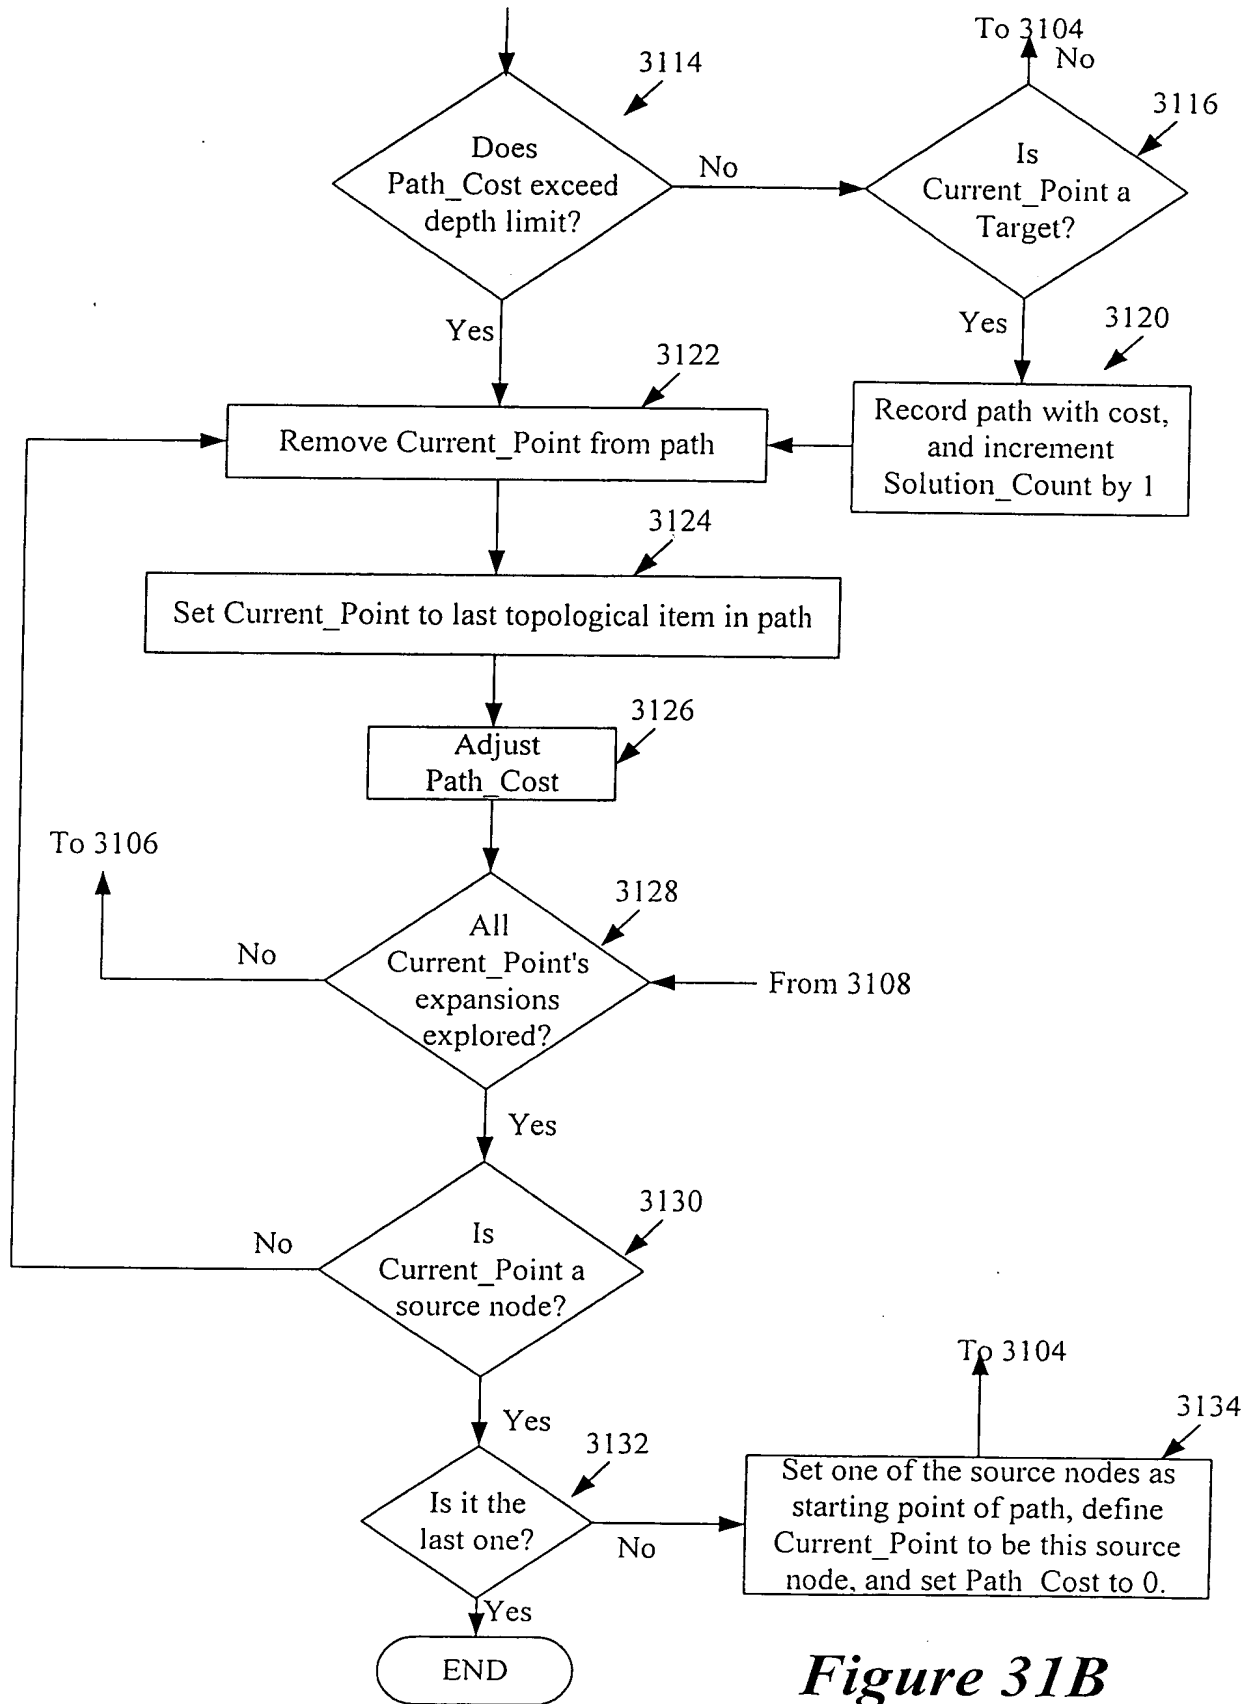 To 3104
No
3114
3116
Does
Path_Cost exceed
depth limit?
No
Is
Current_Point a
Target?
Yes
Yes
3120
3122
Remove Current_Point from path
Record path with cost,
and increment
Solution_Count by 1
3124
Set Current_Point to last topological item in path
3126
Adjust
Path_Cost
To 3106
3128
All
Current_Point's
expansions
explored?
No
From 3108
Yes
3130
Is
Current_Point a
source node?
No
To 3104
Yes
3134
3132
Is it the
last one?
No
Set one of the source nodes as
starting point of path, define
Current_Point to be this source
node, and set Path_Cost to 0.
Yes
END
Figure 31B